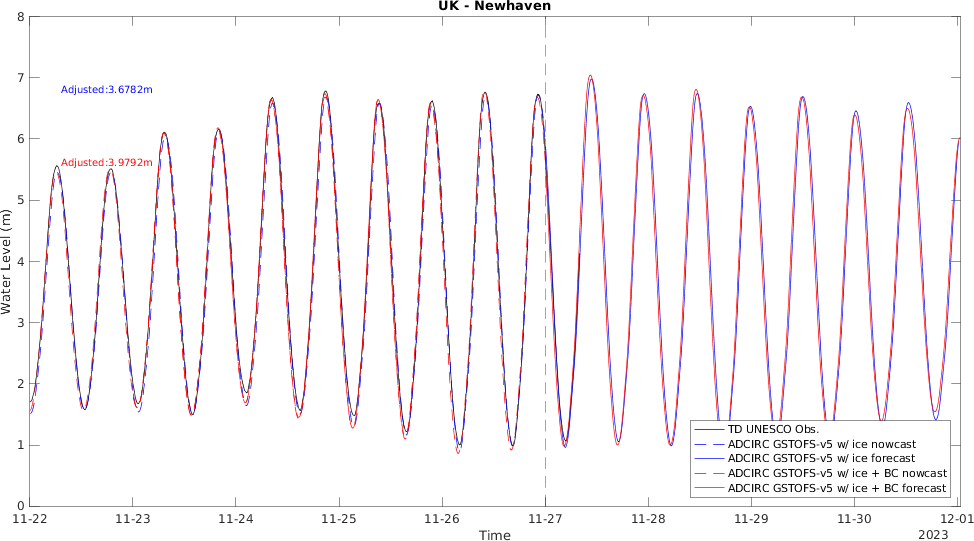 UK - Newhaven
8
7
6
5
4
3
2
1
0
Water Level (m)
Adjusted:3.6782m
Adjusted:3.9792m
TD UNESCO Obs.
ADCIRC GSTOFS-v5 w/ ice nowcast
ADCIRC GSTOFS-v5 w/ ice forecast
ADCIRC GSTOFS-v5 w/ ice + BC nowcast
ADCIRC GSTOFS-v5 w/ ice + BC forecast
11-22 11-23 11-24 11-25 11-26 11-27 11-28 11-29 11-30 12-01
Time
2023